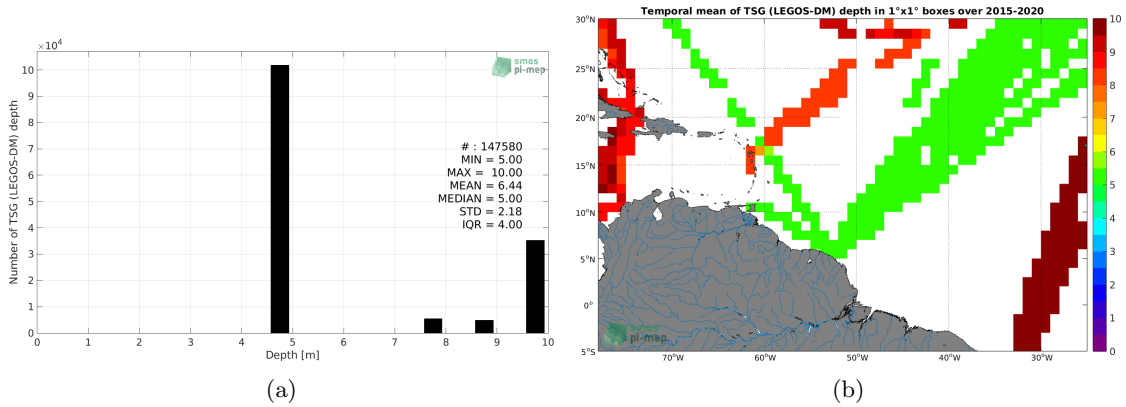 ×10⁴
10
9
8
7
6
5
4
3
2
1
0
Number of TSG (LEGOS-DM) depth
smos
pi-mep
# : 147580
MIN = 5.00
MAX = 10.00
MEAN = 6.44
MEDIAN = 5.00
STD = 2.18
IQR = 4.00
0 1 2 3 4 5 6 7 8 9 10
Depth [m]
(a)
Temporal mean of TSG (LEGOS-DM) depth in 1°x1° boxes over 2015-2020
30°N
25°N
20°N
15°N
10°N
5°N
0°
5°S
smos
pi-mep
70°W 60°W 50°W 40°W 30°W
10
9
8
7
6
5
4
3
2
1
0
(b)